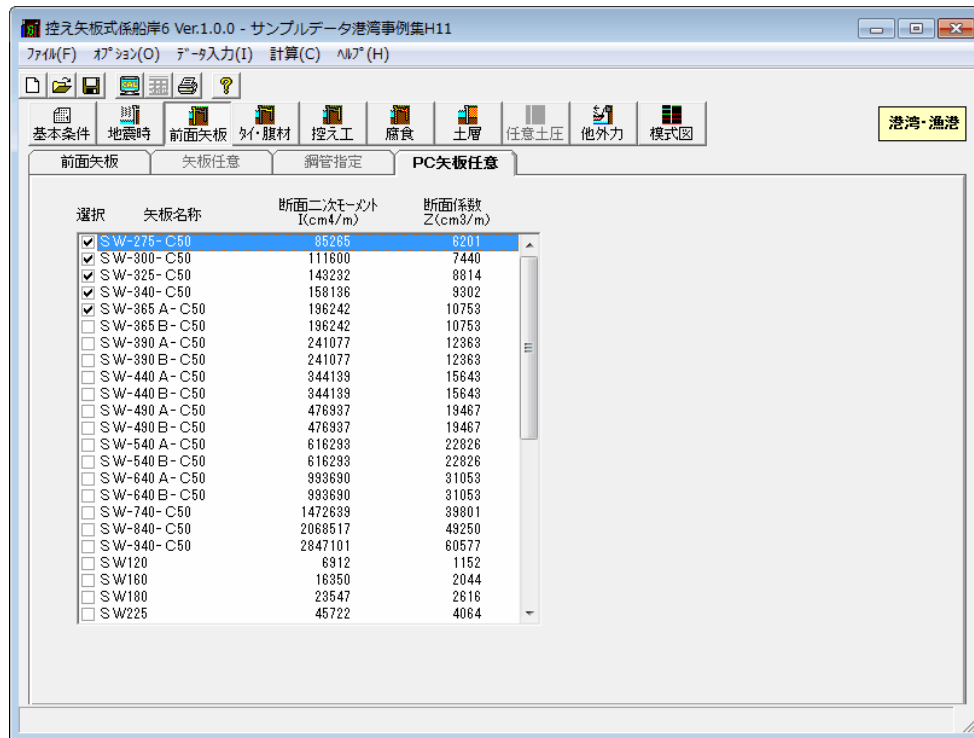 控え矢板式係船岸6 Ver.1.0.0 - サンプルデータ港湾事例集H11
ﾌｧｲﾙ(F) ｵﾌﾟｼｮﾝ(O) ﾃﾞｰﾀ入力(I) 計算(C) ﾍﾙﾌﾟ(H)
基本条件 地震時 前面矢板 ﾀｲ・腹材 控え工 腐食 土層 任意土圧 他外力 模式図 港湾・漁港
前面矢板 矢板任意 鋼管指定 PC矢板任意
選択 矢板名称 断面二次ﾓｰﾒﾝﾄ I(cm4/m) 断面係数 Z(cm3/m)
SW-275-C50 85265 6201
SW-300-C50 111600 7440
SW-325-C50 143232 8814
SW-340-C50 158136 9302
SW-365A-C50 196242 10753
SW-365B-C50 196242 10753
SW-390A-C50 241077 12363
SW-390B-C50 241077 12363
SW-440A-C50 344139 15643
SW-440B-C50 344139 15643
SW-490A-C50 476937 19467
SW-490B-C50 476937 19467
SW-540A-C50 616293 22826
SW-540B-C50 616293 22826
SW-640A-C50 993690 31053
SW-640B-C50 993690 31053
SW-740-C50 1472639 39801
SW-840-C50 2068517 49250
SW-940-C50 2847101 60577
SW120 6912 1152
SW160 16350 2044
SW180 23547 2616
SW225 45722 4064